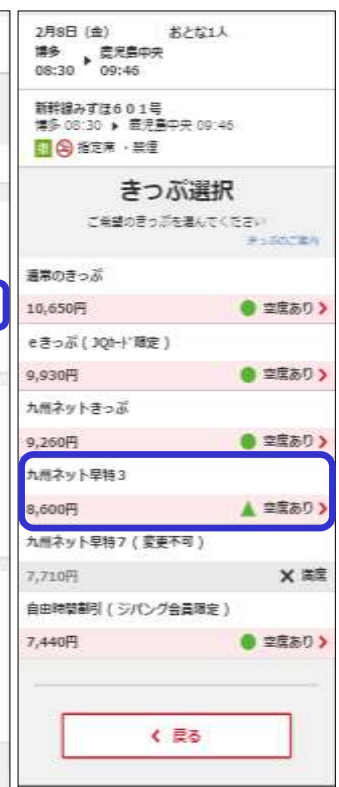 2月8日（金） おとな1人
博多 ▶ 鹿児島中央
08:30 09:46
新幹線みずほ６０１号
博多 08:30 ▶ 鹿児島中央 09:46
指定席 ・禁煙
きっぷ選択
ご希望のきっぷを選んでください
きっぷのご案内
通常のきっぷ
10,650円 ● 空席あり ❯
eきっぷ ( JQｶｰﾄﾞ限定 )
9,930円 ● 空席あり ❯
九州ネットきっぷ
9,260円 ● 空席あり ❯
九州ネット早特３
8,600円 ▲ 空席あり ❯
九州ネット早特７ ( 変更不可 )
7,710円 ✕ 満席
自由時間割引 ( ジパング会員限定 )
7,440円 ● 空席あり ❯
❮ 戻る